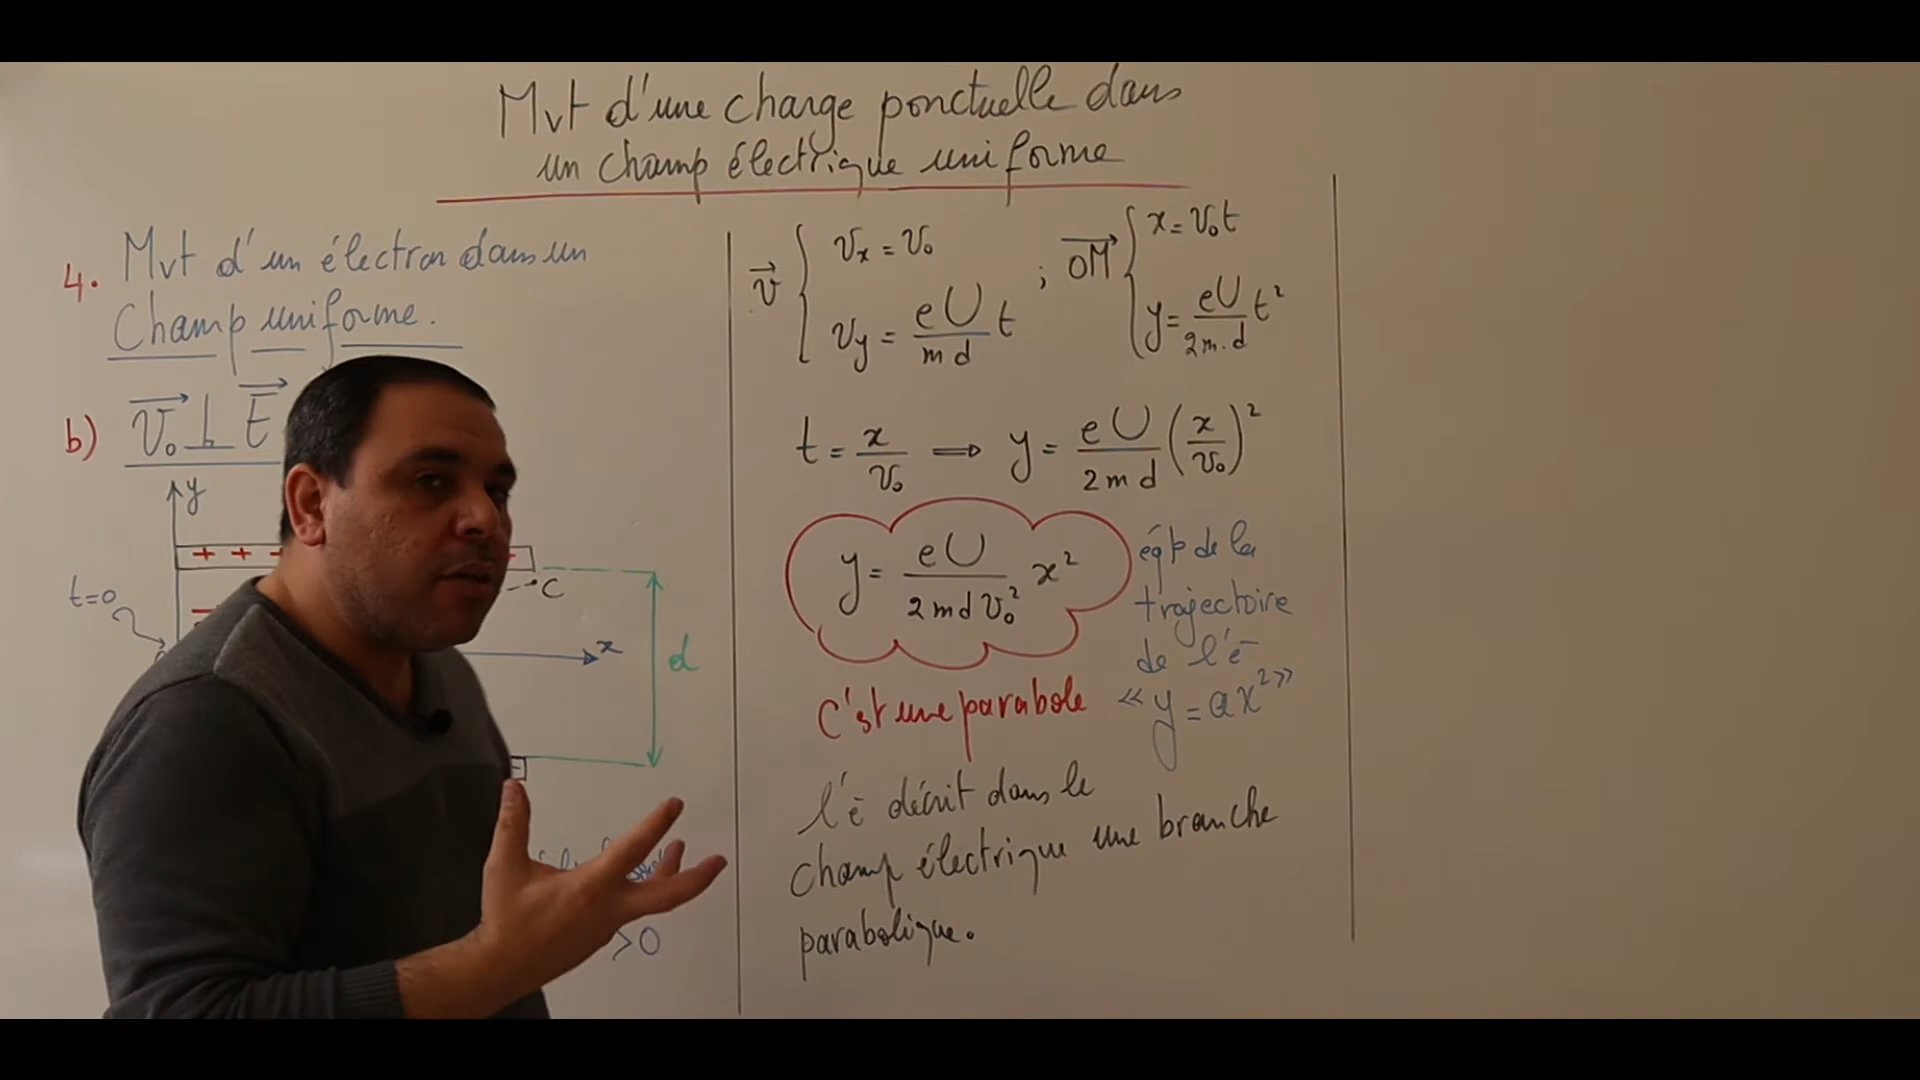 Mvt d'une charge ponctuelle dans
un champ électrique uniforme
4. Mvt d'un électron dans un
Champ uniforme.
b) v₀ ⊥ E
y
+ +
t=0
C
x
d
>0
v { vₓ = v₀
v_y = eU/md t
; OM { x = v₀t
y = eU/2m.d t²
t = x/v₀ ⟹ y = eU/2md (x/v₀)²
y = eU/2mdv₀² x²
éq° de la
trajectoire
de l'e⁻
« y = ax² »
C'est une parabole
l'e⁻ décrit dans le
champ électrique une branche
parabolique.